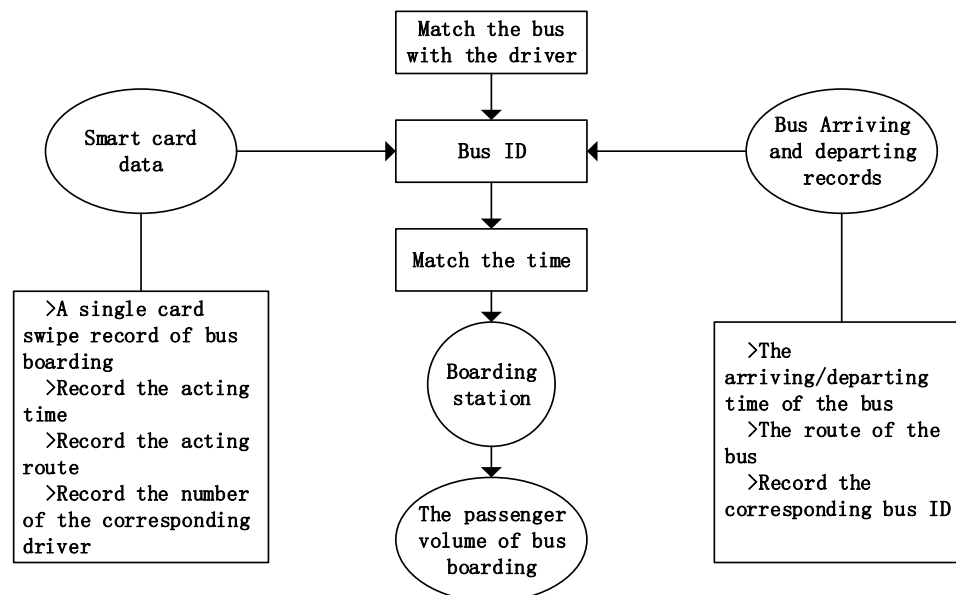 Match the bus
with the driver
Smart card
data
Bus ID
Bus Arriving
and departing
records
Match the time
>A single card
swipe record of bus
boarding
>Record the acting
time
>Record the acting
route
>Record the number
of the corresponding
driver
Boarding
station
>The
arriving/departing
time of the bus
>The route of the
bus
>Record the
corresponding bus ID
The passenger
volume of bus
boarding